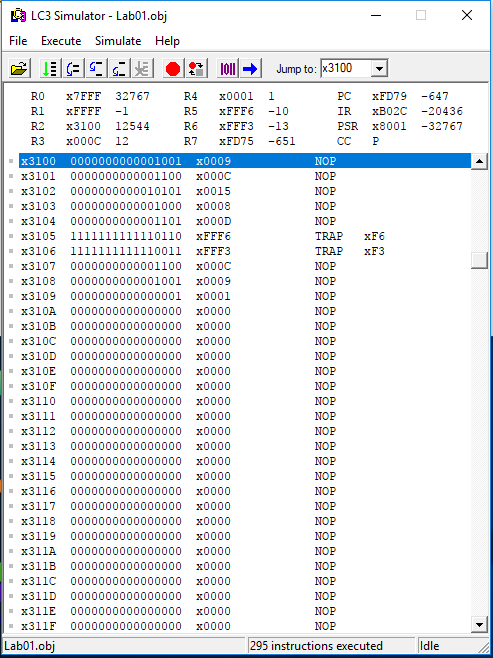 LC3 Simulator - Lab01.obj
File Execute Simulate Help
Jump to: x3100
R0 x7FFF 32767 R4 x0001 1 PC xFD79 -647
R1 xFFFF -1 R5 xFFF6 -10 IR xB02C -20436
R2 x3100 12544 R6 xFFF3 -13 PSR x8001 -32767
R3 x000C 12 R7 xFD75 -651 CC P
x3100 0000000000001001 x0009 NOP
x3101 0000000000001100 x000C NOP
x3102 0000000000010101 x0015 NOP
x3103 0000000000001000 x0008 NOP
x3104 0000000000001101 x000D NOP
x3105 1111111111110110 xFFF6 TRAP xF6
x3106 1111111111110011 xFFF3 TRAP xF3
x3107 0000000000001100 x000C NOP
x3108 0000000000001001 x0009 NOP
x3109 0000000000000001 x0001 NOP
x310A 0000000000000000 x0000 NOP
x310B 0000000000000000 x0000 NOP
x310C 0000000000000000 x0000 NOP
x310D 0000000000000000 x0000 NOP
x310E 0000000000000000 x0000 NOP
x310F 0000000000000000 x0000 NOP
x3110 0000000000000000 x0000 NOP
x3111 0000000000000000 x0000 NOP
x3112 0000000000000000 x0000 NOP
x3113 0000000000000000 x0000 NOP
x3114 0000000000000000 x0000 NOP
x3115 0000000000000000 x0000 NOP
x3116 0000000000000000 x0000 NOP
x3117 0000000000000000 x0000 NOP
x3118 0000000000000000 x0000 NOP
x3119 0000000000000000 x0000 NOP
x311A 0000000000000000 x0000 NOP
x311B 0000000000000000 x0000 NOP
x311C 0000000000000000 x0000 NOP
x311D 0000000000000000 x0000 NOP
x311E 0000000000000000 x0000 NOP
x311F 0000000000000000 x0000 NOP
Lab01.obj 295 instructions executed Idle